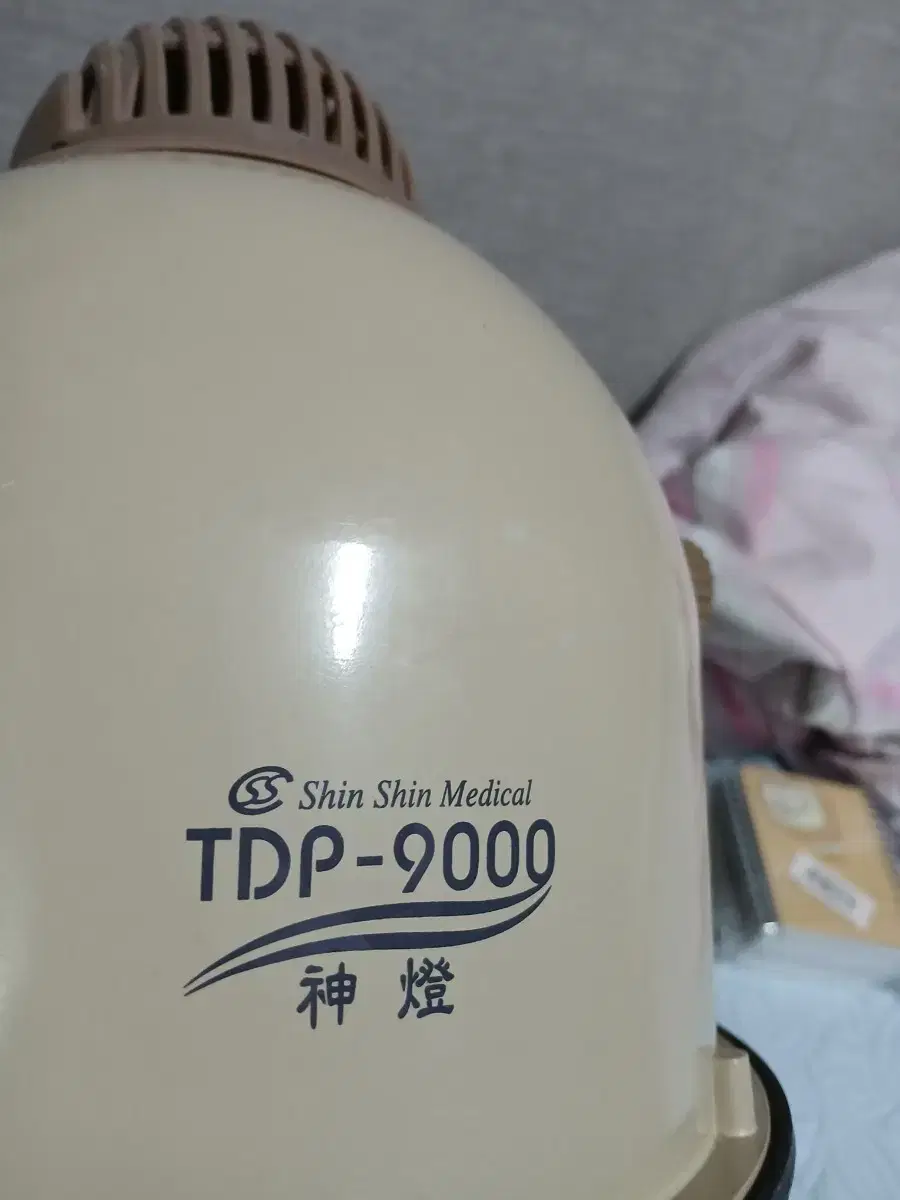 SS Shin Shin Medical
TDP-9000
神 燈